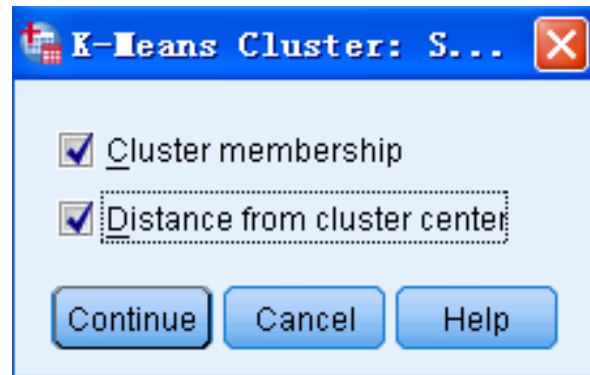 K-Means Cluster: S...
Cluster membership
Distance from cluster center
Continue Cancel Help